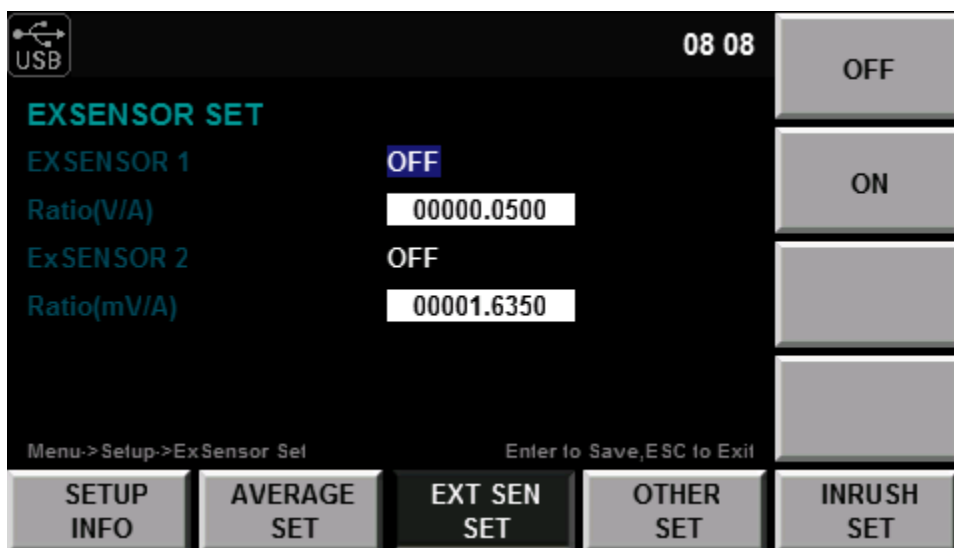 USB
08 08
OFF
EXSENSOR SET
EXSENSOR 1 OFF
ON
Ratio(V/A) 00000.0500
ExSENSOR 2 OFF
Ratio(mV/A) 00001.6350
Menu->Setup->ExSensor Set Enter to Save,ESC to Exit
SETUP INFO
AVERAGE SET
EXT SEN SET
OTHER SET
INRUSH SET